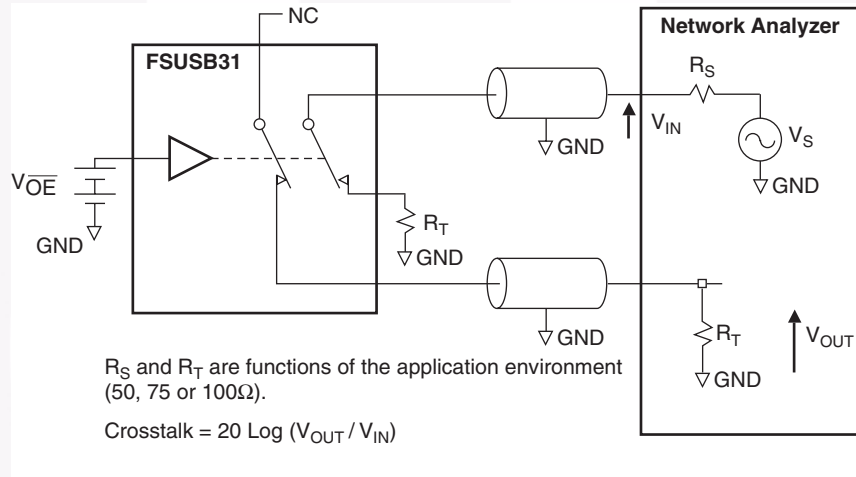 NC
Network Analyzer
FSUSB31
R_S
V_IN
V_S
GND
GND
V_OE̅
R_T
GND
GND
R_T
V_OUT
GND
GND
R_S and R_T are functions of the application environment
(50, 75 or 100Ω).
Crosstalk = 20 Log (V_OUT / V_IN)